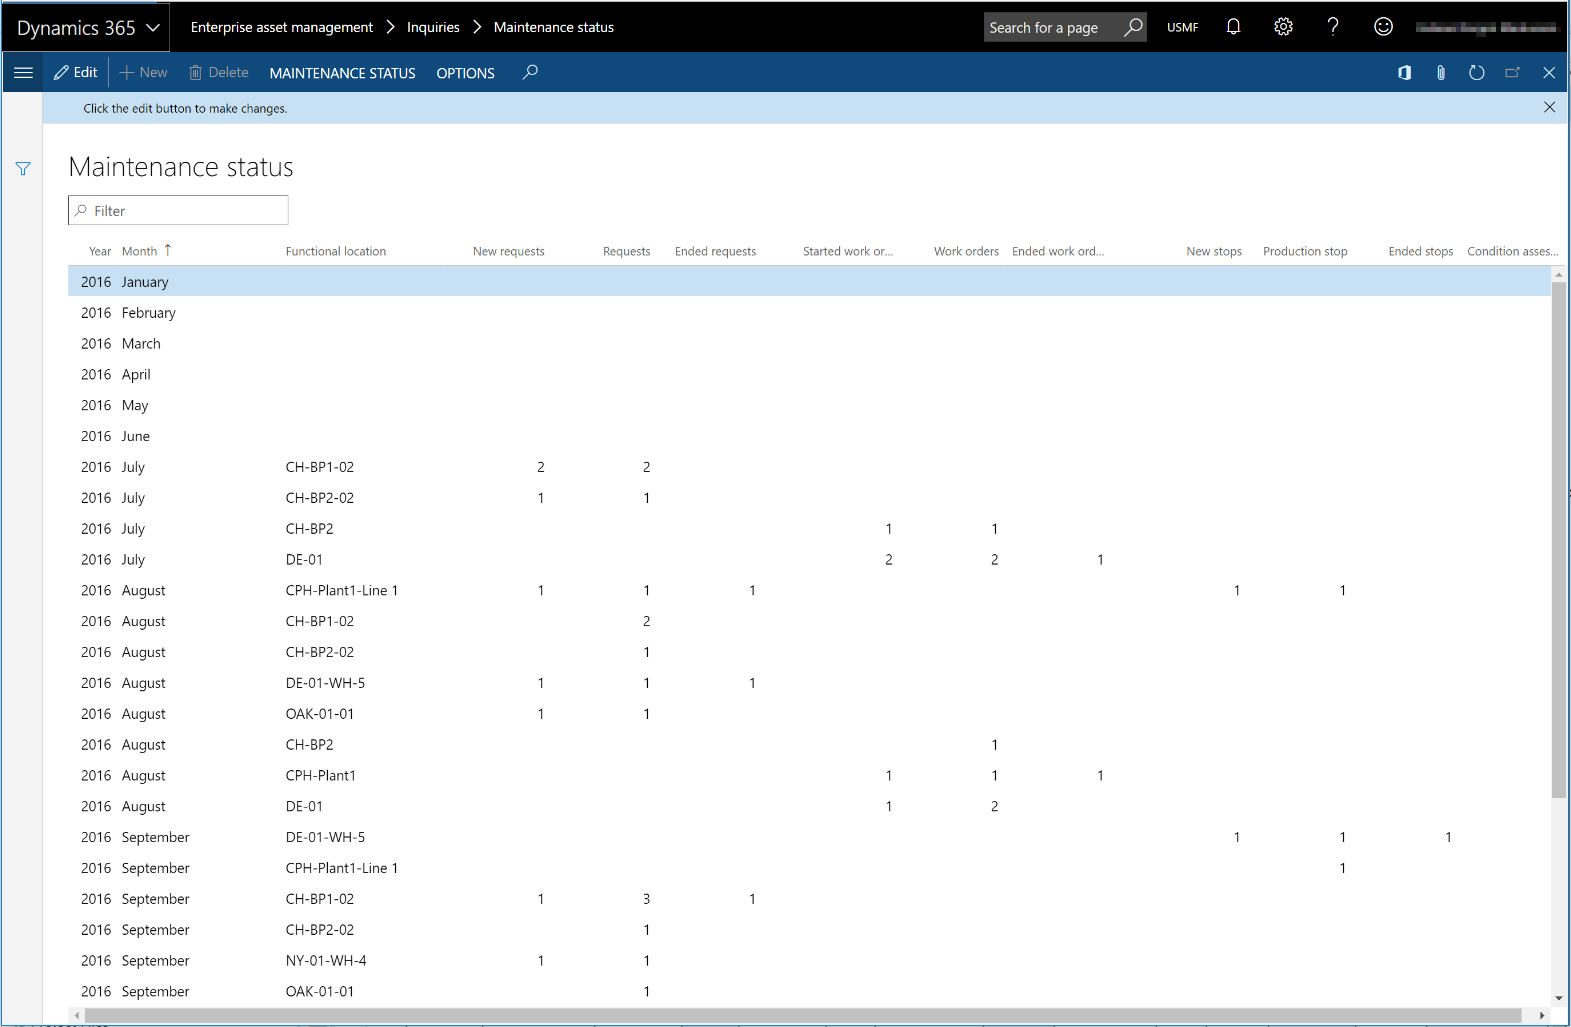 Dynamics 365 Enterprise asset management Inquiries Maintenance status Search for a page USMF ?
Edit New Delete MAINTENANCE STATUS OPTIONS
Click the edit button to make changes.
Maintenance status
Filter
Year Month ↑ Functional location New requests Requests Ended requests Started work or... Work orders Ended work ord... New stops Production stop Ended stops Condition asses...
2016 January
2016 February
2016 March
2016 April
2016 May
2016 June
2016 July CH-BP1-02 2 2
2016 July CH-BP2-02 1 1
2016 July CH-BP2 1 1
2016 July DE-01 2 2 1
2016 August CPH-Plant1-Line 1 1 1 1 1 1
2016 August CH-BP1-02 2
2016 August CH-BP2-02 1
2016 August DE-01-WH-5 1 1 1
2016 August OAK-01-01 1 1
2016 August CH-BP2 1
2016 August CPH-Plant1 1 1 1
2016 August DE-01 1 2
2016 September DE-01-WH-5 1 1 1
2016 September CPH-Plant1-Line 1 1
2016 September CH-BP1-02 1 3 1
2016 September CH-BP2-02 1
2016 September NY-01-WH-4 1 1
2016 September OAK-01-01 1